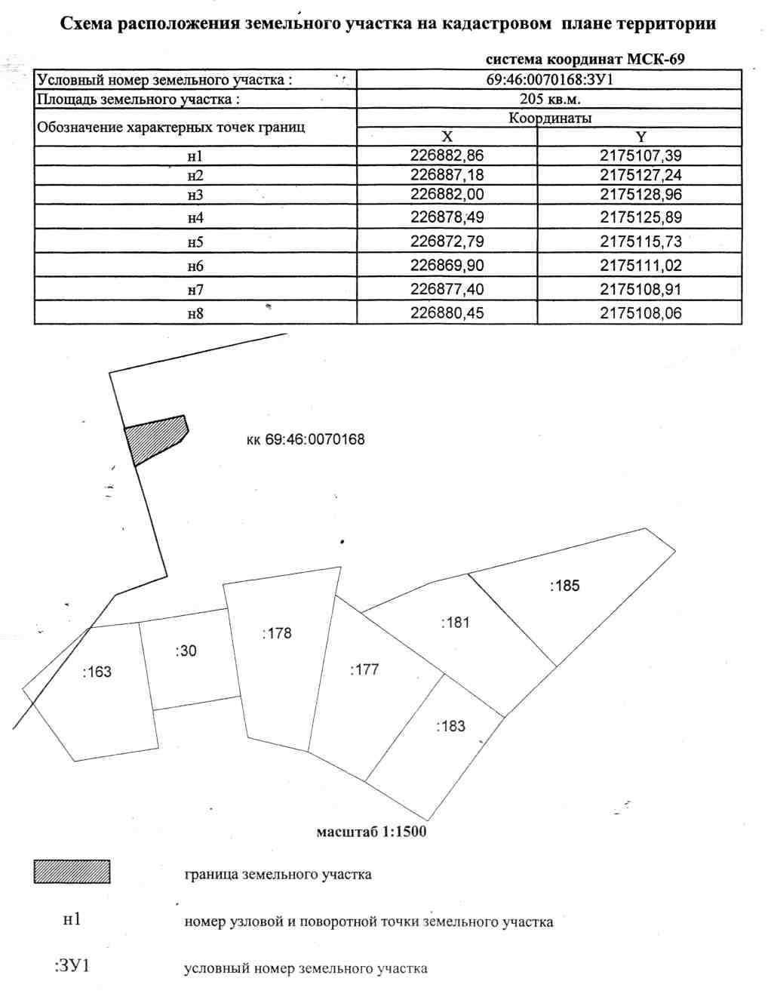 Схема расположения земельного участка на кадастровом плане территории
система координат МСК-69
Условный номер земельного участка : 69:46:0070168:ЗУ1
Площадь земельного участка : 205 кв.м.
Обозначение характерных точек границ Координаты
X Y
н1 226882,86 2175107,39
н2 226887,18 2175127,24
н3 226882,00 2175128,96
н4 226878,49 2175125,89
н5 226872,79 2175115,73
н6 226869,90 2175111,02
н7 226877,40 2175108,91
н8 226880,45 2175108,06
кк 69:46:0070168
:185
:181
:178
:30
:177
:163
:183
масштаб 1:1500
граница земельного участка
н1 номер узловой и поворотной точки земельного участка
:ЗУ1 условный номер земельного участка